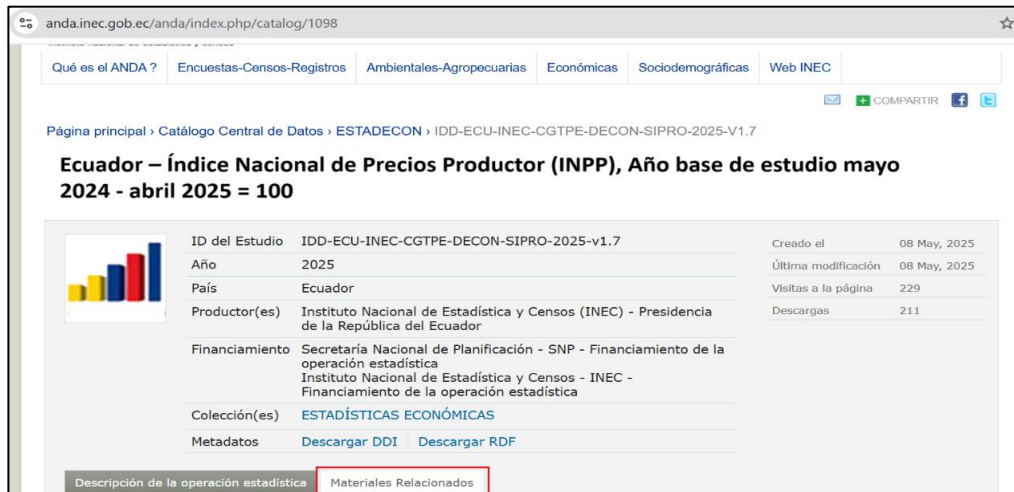 anda.inec.gob.ec/anda/index.php/catalog/1098
Qué es el ANDA ? Encuestas-Censos-Registros Ambientales-Agropecuarias Económicas Sociodemográficas Web INEC
COMPARTIR
Página principal › Catálogo Central de Datos › ESTADECON › IDD-ECU-INEC-CGTPE-DECON-SIPRO-2025-V1.7
Ecuador – Índice Nacional de Precios Productor (INPP), Año base de estudio mayo
2024 - abril 2025 = 100
ID del Estudio IDD-ECU-INEC-CGTPE-DECON-SIPRO-2025-v1.7
Año 2025
País Ecuador
Productor(es) Instituto Nacional de Estadística y Censos (INEC) - Presidencia
de la República del Ecuador
Financiamiento Secretaría Nacional de Planificación - SNP - Financiamiento de la
operación estadística
Instituto Nacional de Estadística y Censos - INEC -
Financiamiento de la operación estadística
Colección(es) ESTADÍSTICAS ECONÓMICAS
Metadatos Descargar DDI Descargar RDF
Creado el 08 May, 2025
Última modificación 08 May, 2025
Visitas a la página 229
Descargas 211
Descripción de la operación estadística Materiales Relacionados